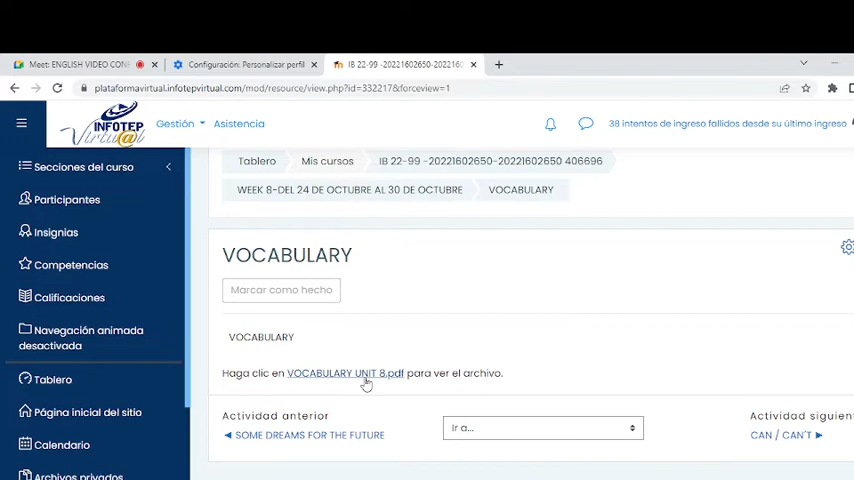 Meet: ENGLISH VIDEO CONF
Configuración: Personalizar perfil
IB 22-99 -20221602650-202216
plataformavirtual.infotepvirtual.com/mod/resource/view.php?id=332217&forceview=1
INFOTEP
Virtu@l
Gestión
Asistencia
38 intentos de ingreso fallidos desde su último ingreso
Secciones del curso
Participantes
Insignias
Competencias
Calificaciones
Navegación animada
desactivada
Tablero
Página inicial del sitio
Calendario
Archivos privados
Tablero
Mis cursos
IB 22-99 -20221602650-20221602650 406696
WEEK 8-DEL 24 DE OCTUBRE AL 30 DE OCTUBRE
VOCABULARY
VOCABULARY
Marcar como hecho
VOCABULARY
Haga clic en VOCABULARY UNIT 8.pdf para ver el archivo.
Actividad anterior
◄ SOME DREAMS FOR THE FUTURE
Ir a...
Actividad siguien
CAN / CAN´T ►